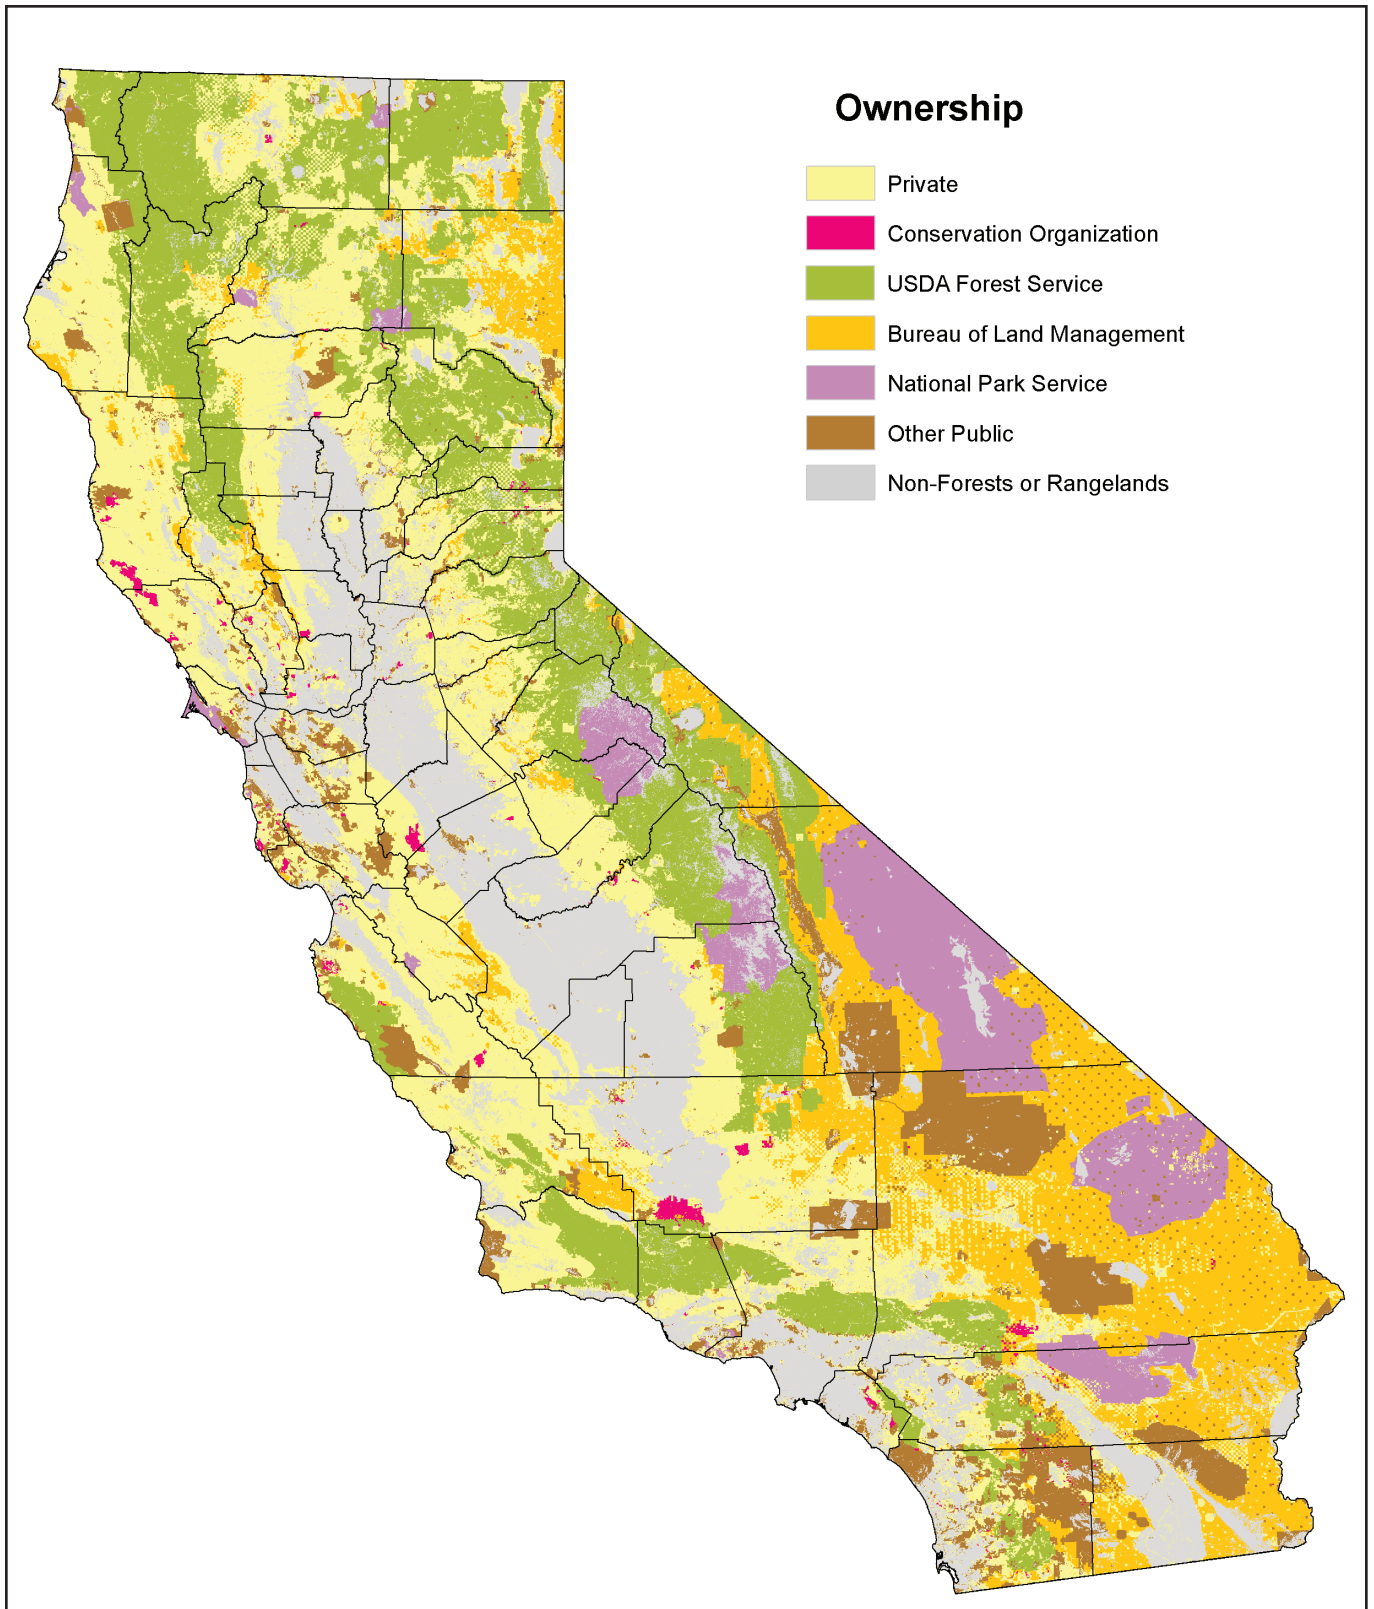 Ownership
Private
Conservation Organization
USDA Forest Service
Bureau of Land Management
National Park Service
Other Public
Non-Forests or Rangelands